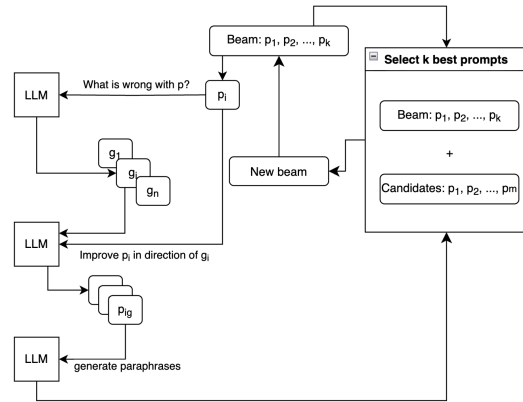 Beam: p₁, p₂, ..., pₖ
Select k best prompts
What is wrong with p?
LLM
pᵢ
Beam: p₁, p₂, ..., pₖ
+
g₁
gᵢ
gₙ
New beam
Candidates: p₁, p₂, ..., pₘ
LLM
Improve pᵢ in direction of gᵢ
pᵢg
LLM
generate paraphrases